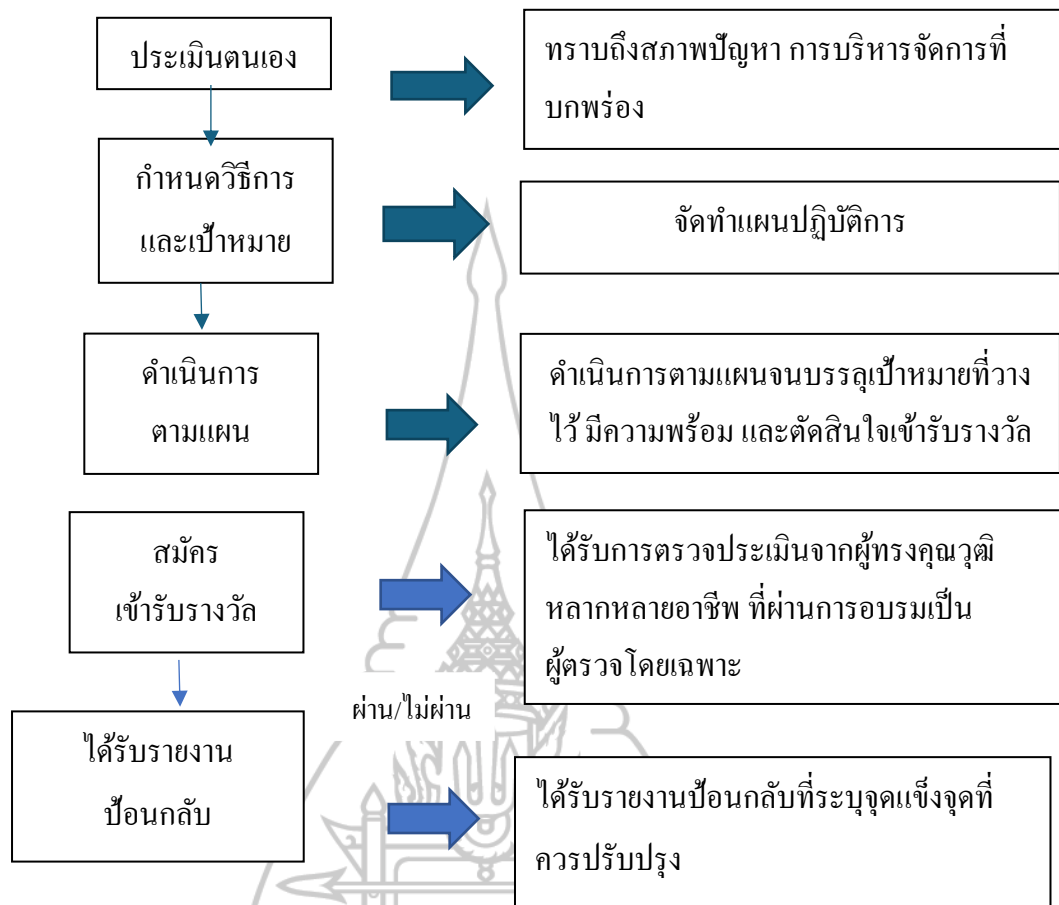 ประเมินตนเอง
ทราบถึงสภาพปัญหา การบริหารจัดการที่
บกพร่อง
กำหนดวิธีการ
และเป้าหมาย
จัดทำแผนปฏิบัติการ
ดำเนินการ
ตามแผน
ดำเนินการตามแผนจนบรรลุเป้าหมายที่วาง
ไว้ มีความพร้อม และตัดสินใจเข้ารับรางวัล
สมัคร
เข้ารับรางวัล
ได้รับการตรวจประเมินจากผู้ทรงคุณวุฒิ
หลากหลายอาชีพ ที่ผ่านการอบรมเป็น
ผู้ตรวจโดยเฉพาะ
ผ่าน/ไม่ผ่าน
ได้รับรายงาน
ป้อนกลับ
ได้รับรายงานป้อนกลับที่ระบุจุดแข็งจุดที่
ควรปรับปรุง